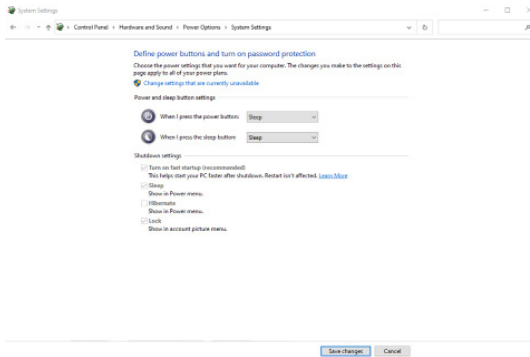 System Settings
Control Panel > Hardware and Sound > Power Options > System Settings
Define power buttons and turn on password protection
Choose the power settings that you want for your computer. The changes you make to the settings on this
page apply to all of your power plans.
Change settings that are currently unavailable
Power and sleep button settings
When I press the power button: Sleep
When I press the sleep button: Sleep
Shutdown settings
Turn on fast startup (recommended)
This helps start your PC faster after shutdown. Restart isn't affected. Learn More
Sleep
Show in Power menu.
Hibernate
Show in Power menu.
Lock
Show in account picture menu.
Save changes Cancel